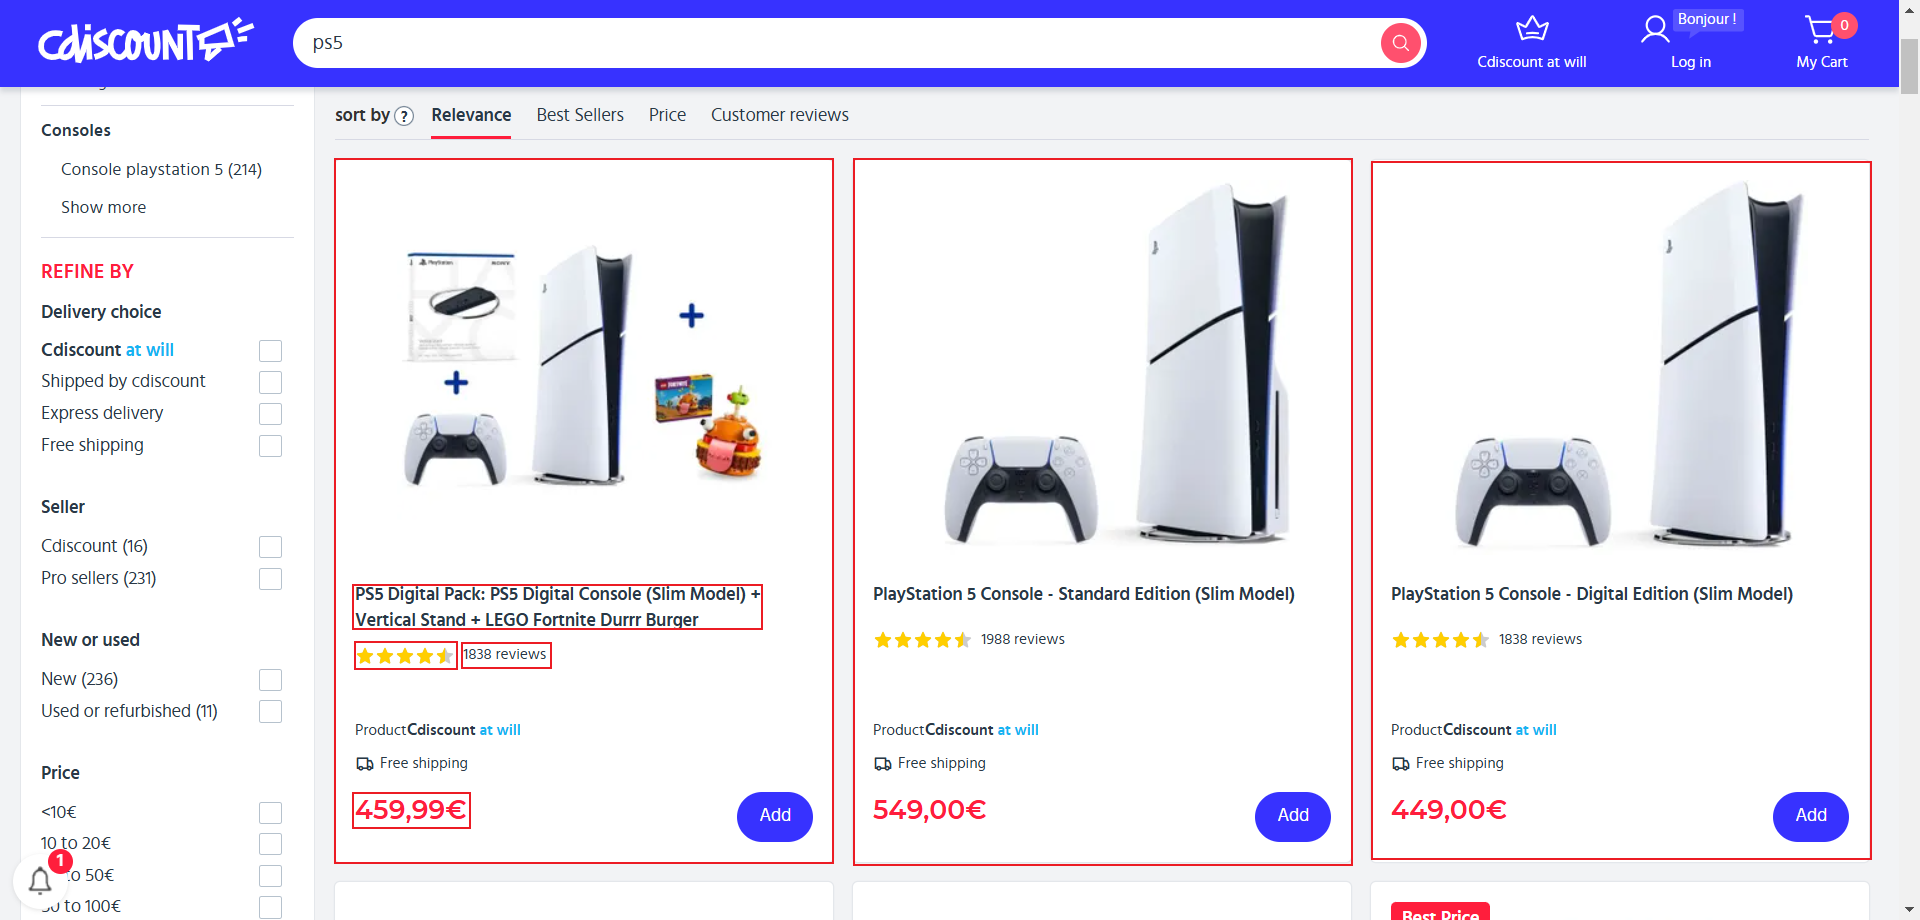 CDISCOUNT
ps5
Cdiscount at will
Bonjour !
Log in
0
My Cart
Consoles
Console playstation 5 (214)
Show more
REFINE BY
Delivery choice
Cdiscount at will
Shipped by cdiscount
Express delivery
Free shipping
Seller
Cdiscount (16)
Pro sellers (231)
New or used
New (236)
Used or refurbished (11)
Price
<10€
10 to 20€
to 50€
to 100€
1
sort by ? Relevance Best Sellers Price Customer reviews
PlayStation
SONY
FORTNITE
PS5 Digital Pack: PS5 Digital Console (Slim Model) +
Vertical Stand + LEGO Fortnite Durrr Burger
1838 reviews
ProductCdiscount at will
Free shipping
459,99€
Add
PlayStation 5 Console - Standard Edition (Slim Model)
1988 reviews
ProductCdiscount at will
Free shipping
549,00€
Add
PlayStation 5 Console - Digital Edition (Slim Model)
1838 reviews
ProductCdiscount at will
Free shipping
449,00€
Add
Best Price